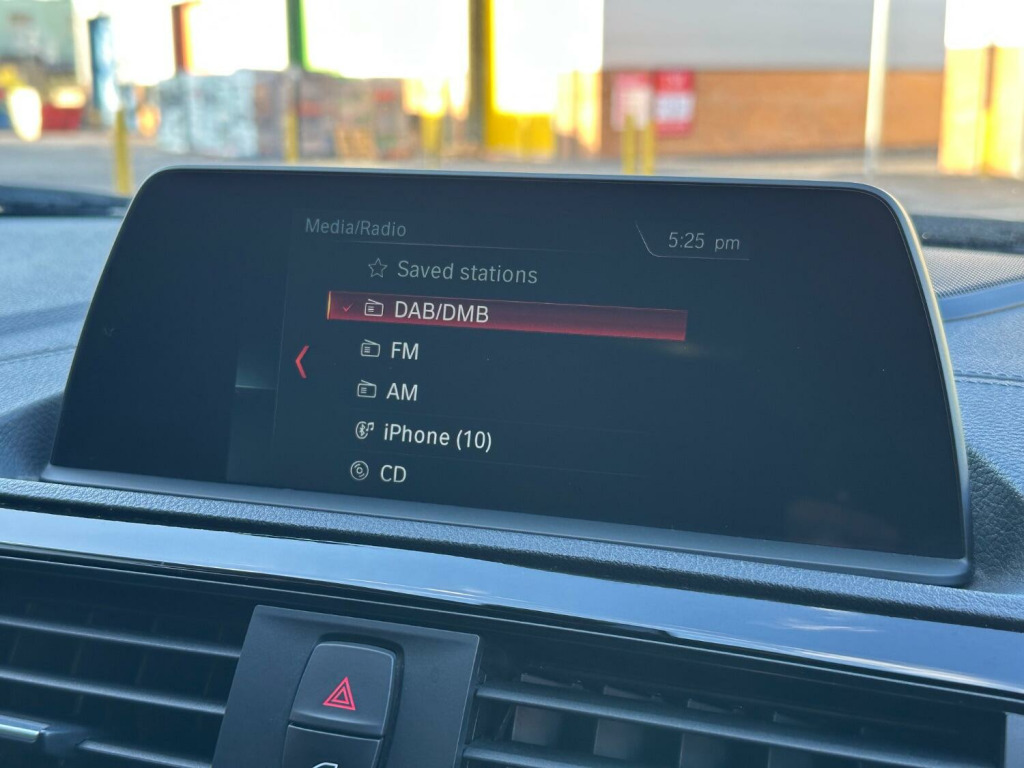 Media/Radio
5:25 pm
Saved stations
DAB/DMB
FM
AM
iPhone (10)
CD